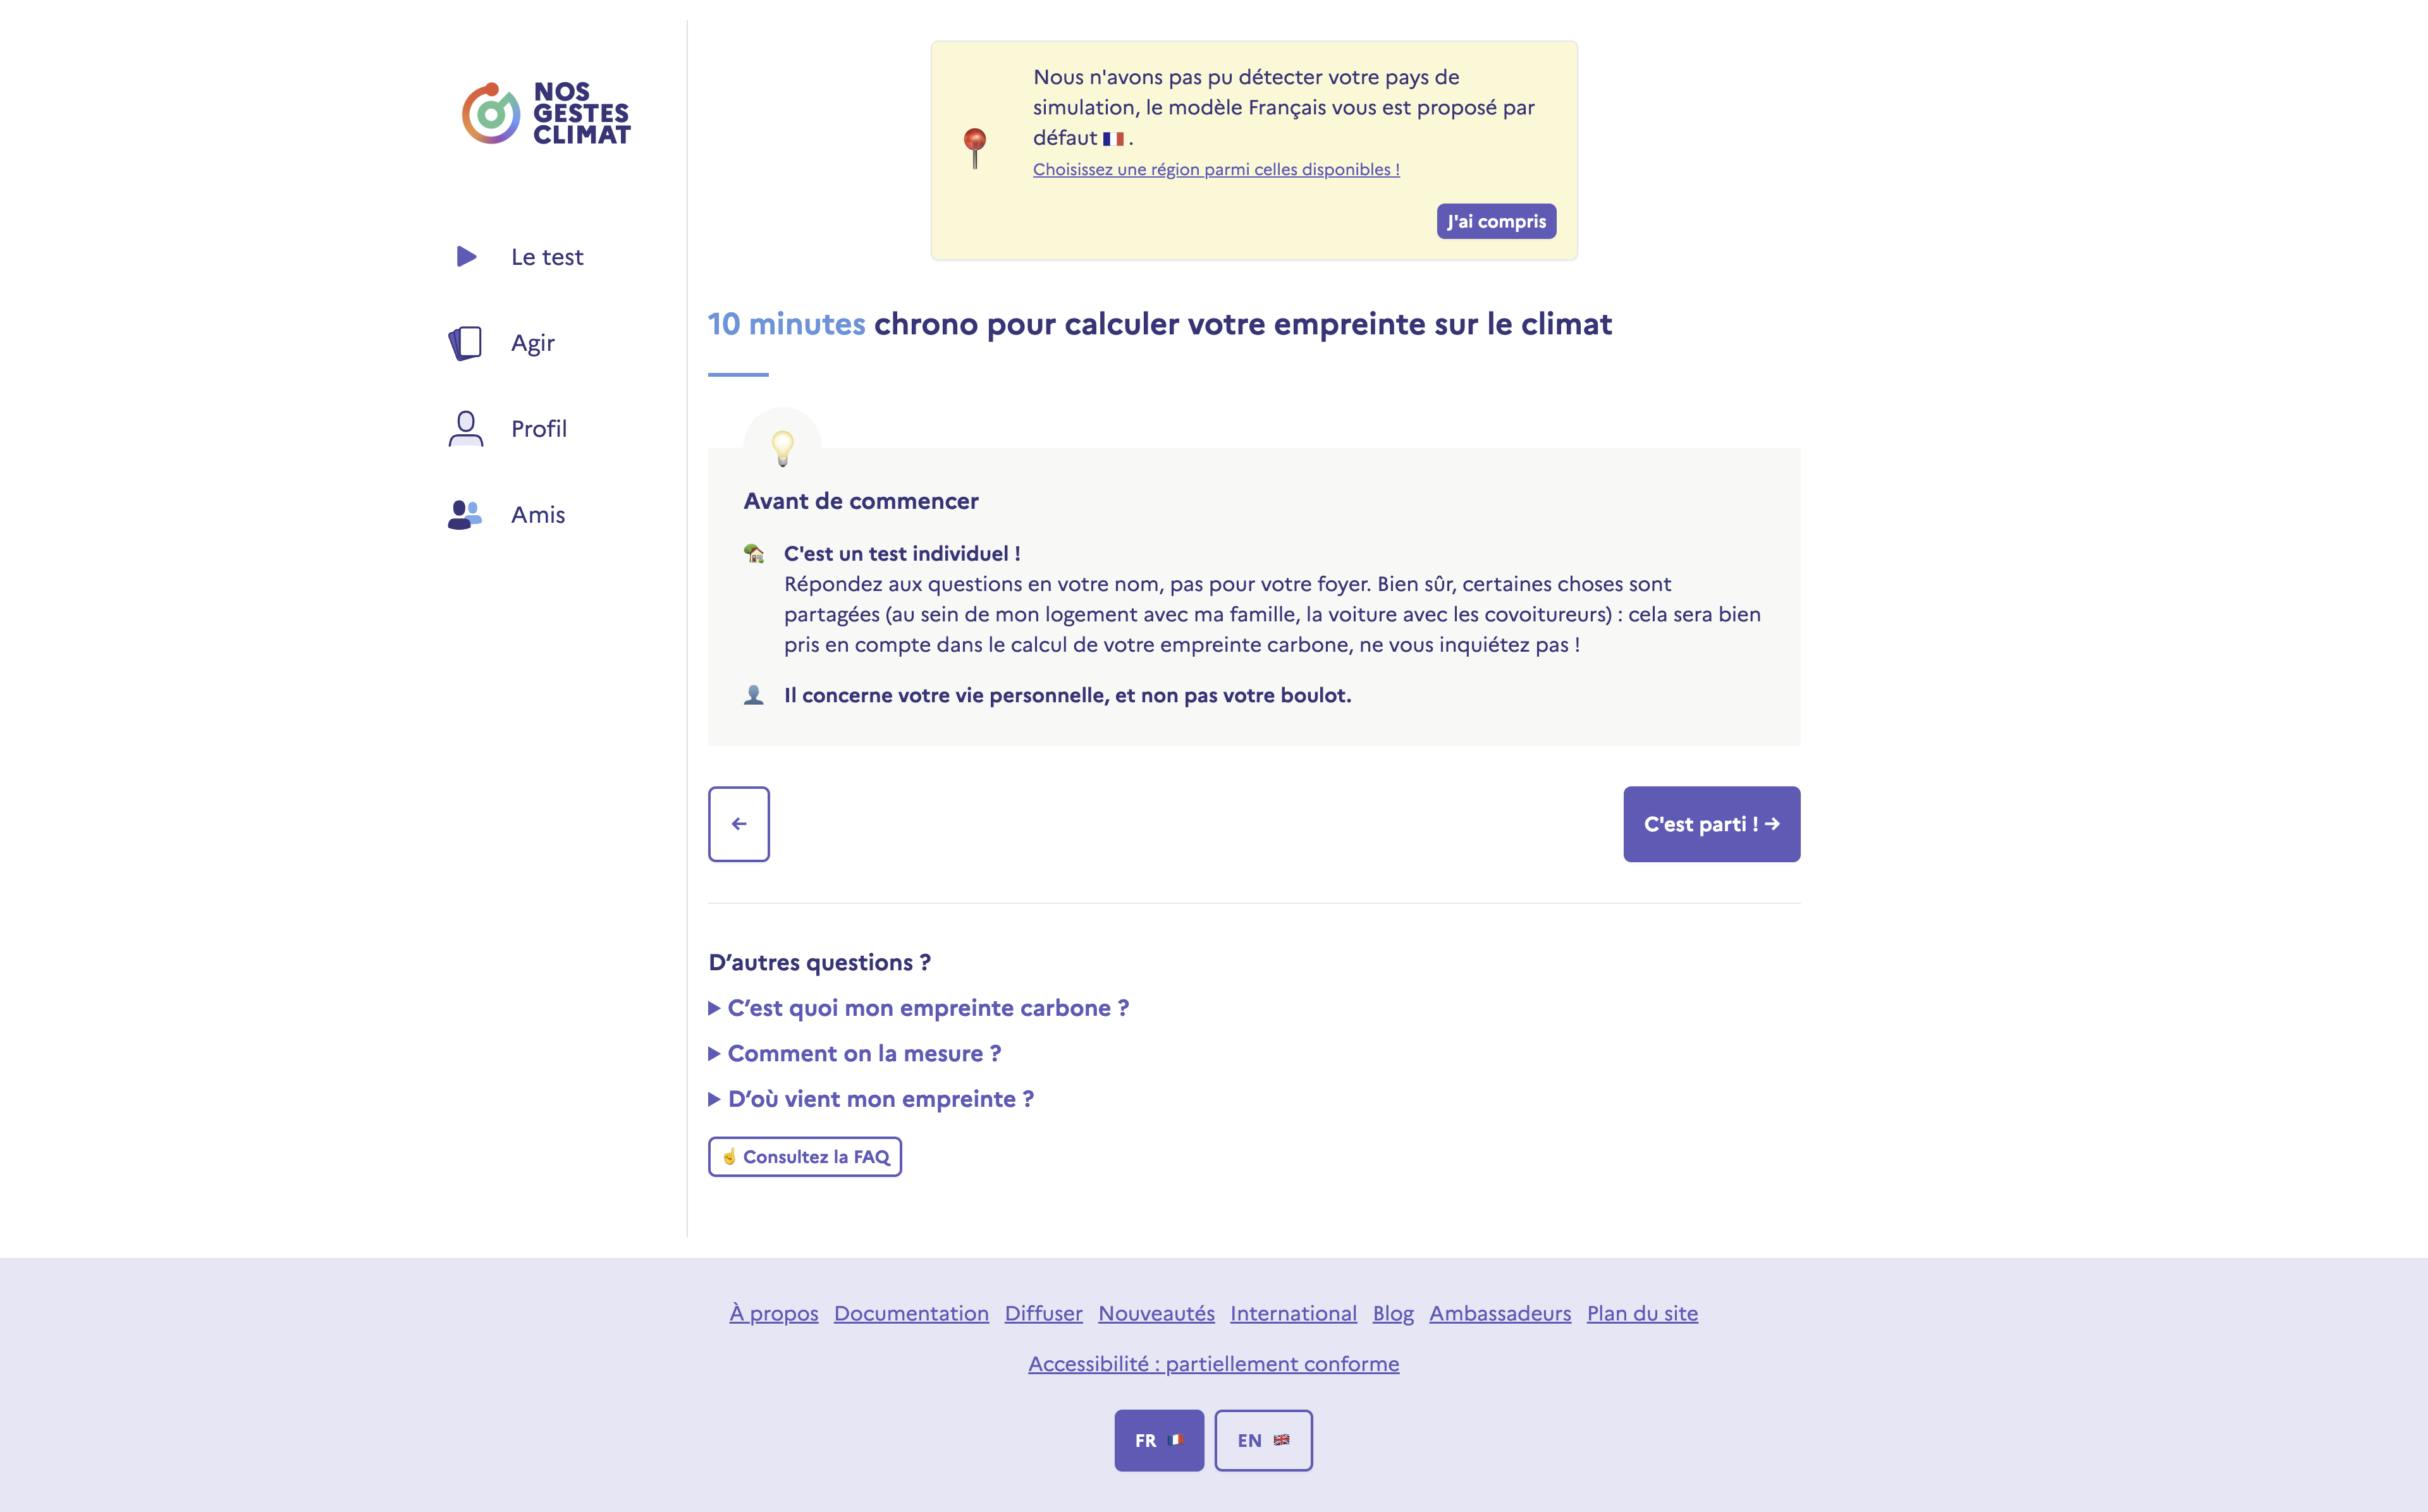 NOS
GESTES
CLIMAT
Le test
Agir
Profil
Amis
Nous n'avons pas pu détecter votre pays de
simulation, le modèle Français vous est proposé par
défaut 🇫🇷 .
Choisissez une région parmi celles disponibles !
J'ai compris
10 minutes chrono pour calculer votre empreinte sur le climat
Avant de commencer
C'est un test individuel !
Répondez aux questions en votre nom, pas pour votre foyer. Bien sûr, certaines choses sont
partagées (au sein de mon logement avec ma famille, la voiture avec les covoitureurs) : cela sera bien
pris en compte dans le calcul de votre empreinte carbone, ne vous inquiétez pas !
Il concerne votre vie personnelle, et non pas votre boulot.
←
C'est parti ! →
D’autres questions ?
▶ C’est quoi mon empreinte carbone ?
▶ Comment on la mesure ?
▶ D’où vient mon empreinte ?
☝ Consultez la FAQ
À propos Documentation Diffuser Nouveautés International Blog Ambassadeurs Plan du site
Accessibilité : partiellement conforme
FR 🇫🇷 EN 🇬🇧